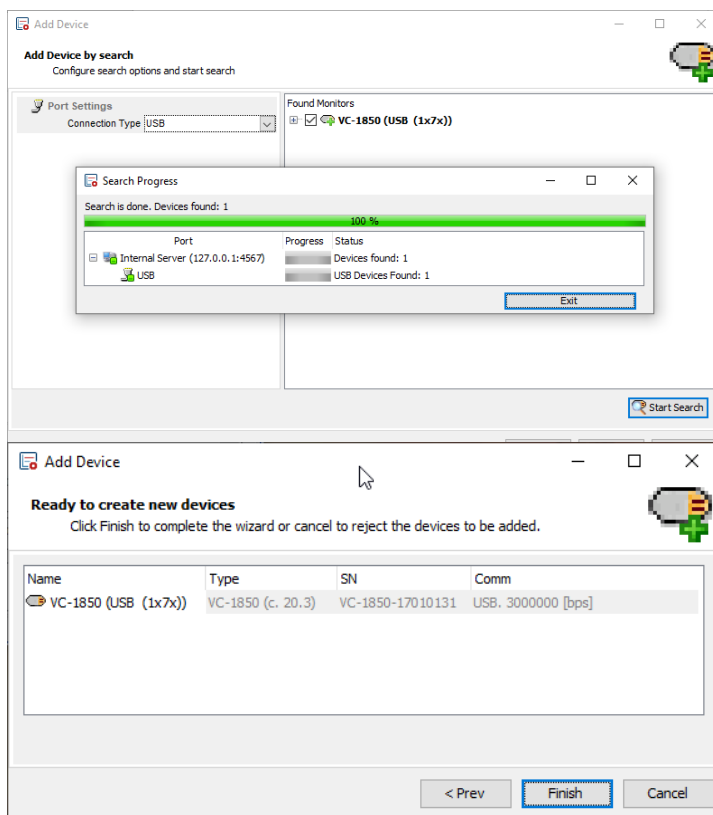 Add Device
Add Device by search
Configure search options and start search
Port Settings
Connection Type USB
Found Monitors
VC-1850 (USB (1x7x))
Search Progress
Search is done. Devices found: 1
100 %
Port Progress Status
Internal Server (127.0.0.1:4567) Devices found: 1
USB USB Devices Found: 1
Exit
Start Search
Add Device
Ready to create new devices
Click Finish to complete the wizard or cancel to reject the devices to be added.
Name Type SN Comm
VC-1850 (USB (1x7x)) VC-1850 (c. 20.3) VC-1850-17010131 USB. 3000000 [bps]
< Prev Finish Cancel